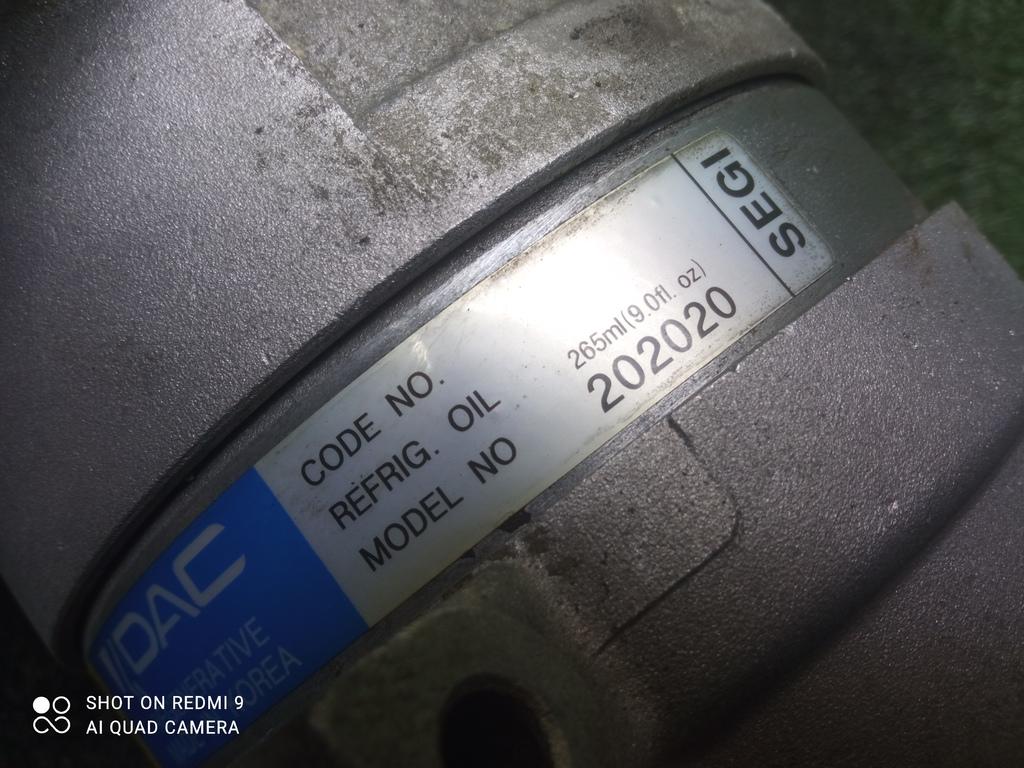 CODE NO.
REFRIG. OIL 265ml(9.0fl. oz)
MODEL NO 202020
SEGI
DAC
SHOT ON REDMI 9
AI QUAD CAMERA